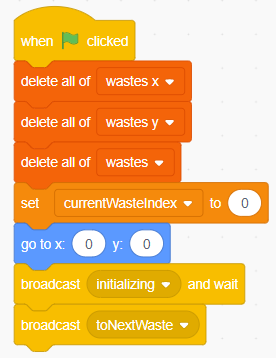 when clicked
delete all of wastes x
delete all of wastes y
delete all of wastes
set currentWasteIndex to 0
go to x: 0 y: 0
broadcast initializing and wait
broadcast toNextWaste